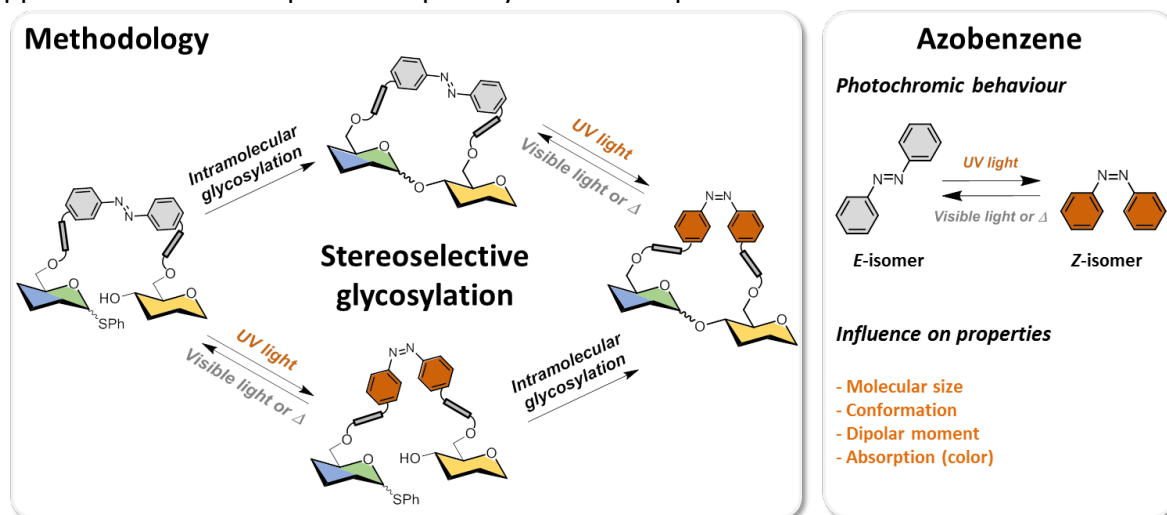 Methodology
Azobenzene
Photochromic behaviour
N=N
O
O
O
O
O
Intramolecular
glycosylation
UV light
Visible light or Δ
N=N
UV light
Visible light or Δ
N=N
E-isomer
Z-isomer
N=N
O
O
O
HO
O
SPh
Stereoselective
glycosylation
N=N
O
O
O
O
O
Influence on properties
UV light
Visible light or Δ
N=N
O
O
O
HO
O
SPh
Intramolecular
glycosylation
- Molecular size
- Conformation
- Dipolar moment
- Absorption (color)